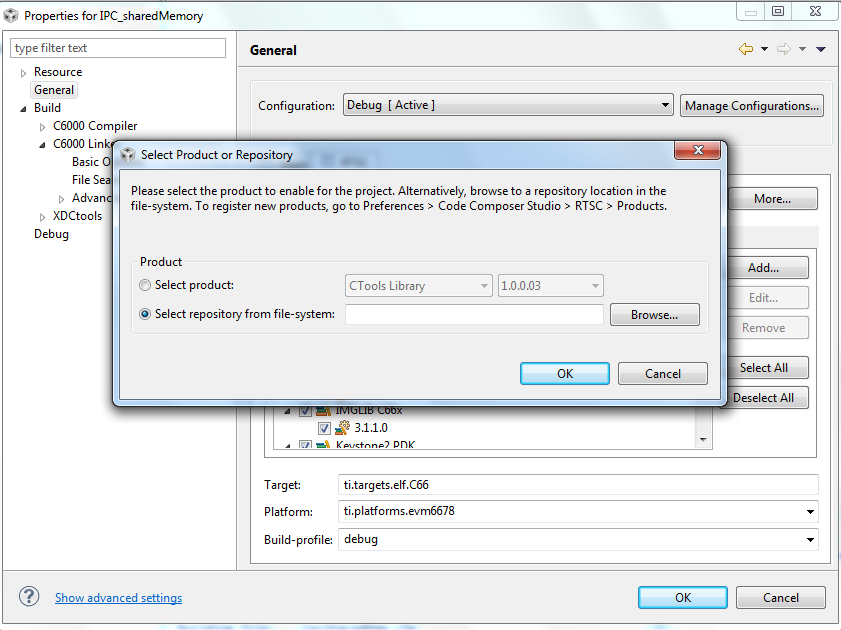 Properties for IPC_sharedMemory
type filter text
Resource
General
Build
C6000 Compiler
C6000 Linke
Basic O
File Sea
Advanc
XDCtools
Debug
General
Configuration:
Debug [ Active ]
Manage Configurations...
More...
Add...
Edit...
Remove
Select All
Deselect All
Select Product or Repository
Please select the product to enable for the project. Alternatively, browse to a repository location in the
file-system. To register new products, go to Preferences > Code Composer Studio > RTSC > Products.
Product
Select product:
CTools Library
1.0.0.03
Select repository from file-system:
Browse...
OK
Cancel
IMGLIB C66x
3.1.1.0
Keystone2 PDK
Target:
ti.targets.elf.C66
Platform:
ti.platforms.evm6678
Build-profile:
debug
Show advanced settings
OK
Cancel